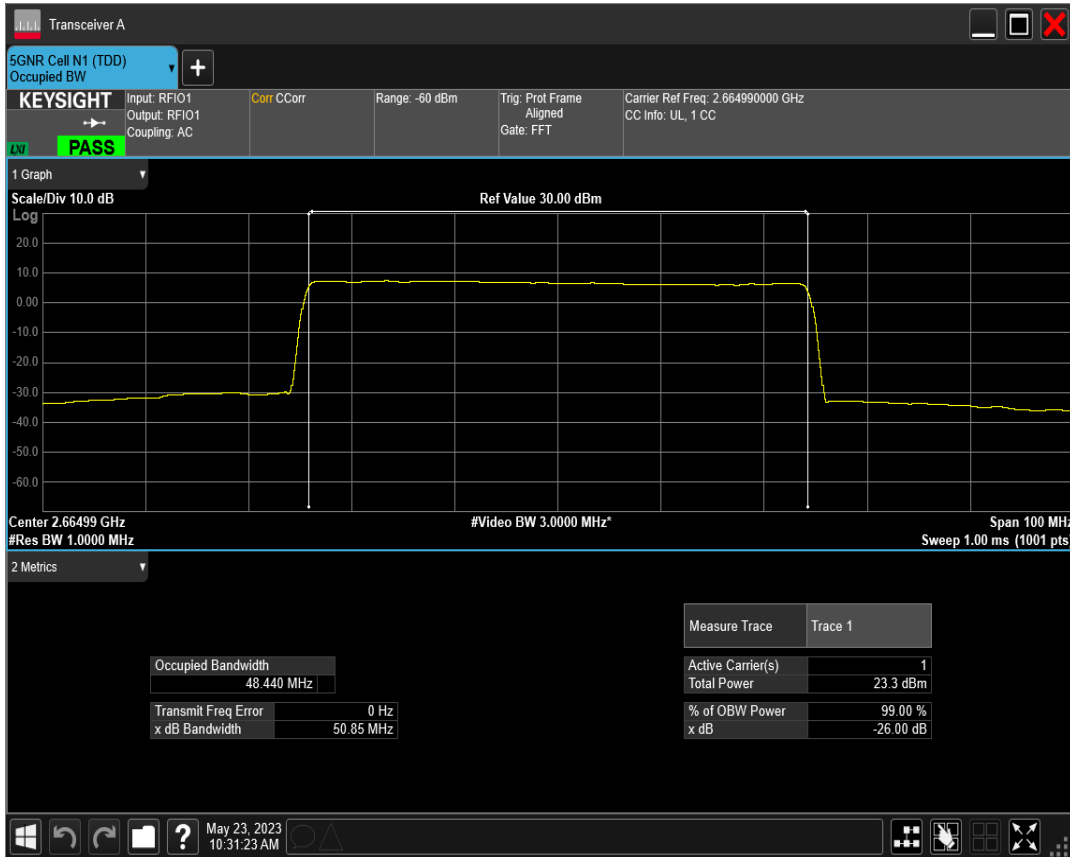 Transceiver A
5GNR Cell N1 (TDD)
Occupied BW
+
KEYSIGHT
LXI
PASS
Input: RFIO1
Output: RFIO1
Coupling: AC
Corr CCorr
Range: -60 dBm
Trig: Prot Frame
Aligned
Gate: FFT
Carrier Ref Freq: 2.664990000 GHz
CC Info: UL, 1 CC
1 Graph
Scale/Div 10.0 dB
Ref Value 30.00 dBm
Log
20.0
10.0
0.00
-10.0
-20.0
-30.0
-40.0
-50.0
-60.0
Center 2.66499 GHz
#Video BW 3.0000 MHz*
Span 100 MHz
#Res BW 1.0000 MHz
Sweep 1.00 ms (1001 pts)
2 Metrics
Measure Trace Trace 1
Occupied Bandwidth
48.440 MHz
Transmit Freq Error 0 Hz
x dB Bandwidth 50.85 MHz
Active Carrier(s) 1
Total Power 23.3 dBm
% of OBW Power 99.00 %
x dB -26.00 dB
?
May 23, 2023
10:31:23 AM